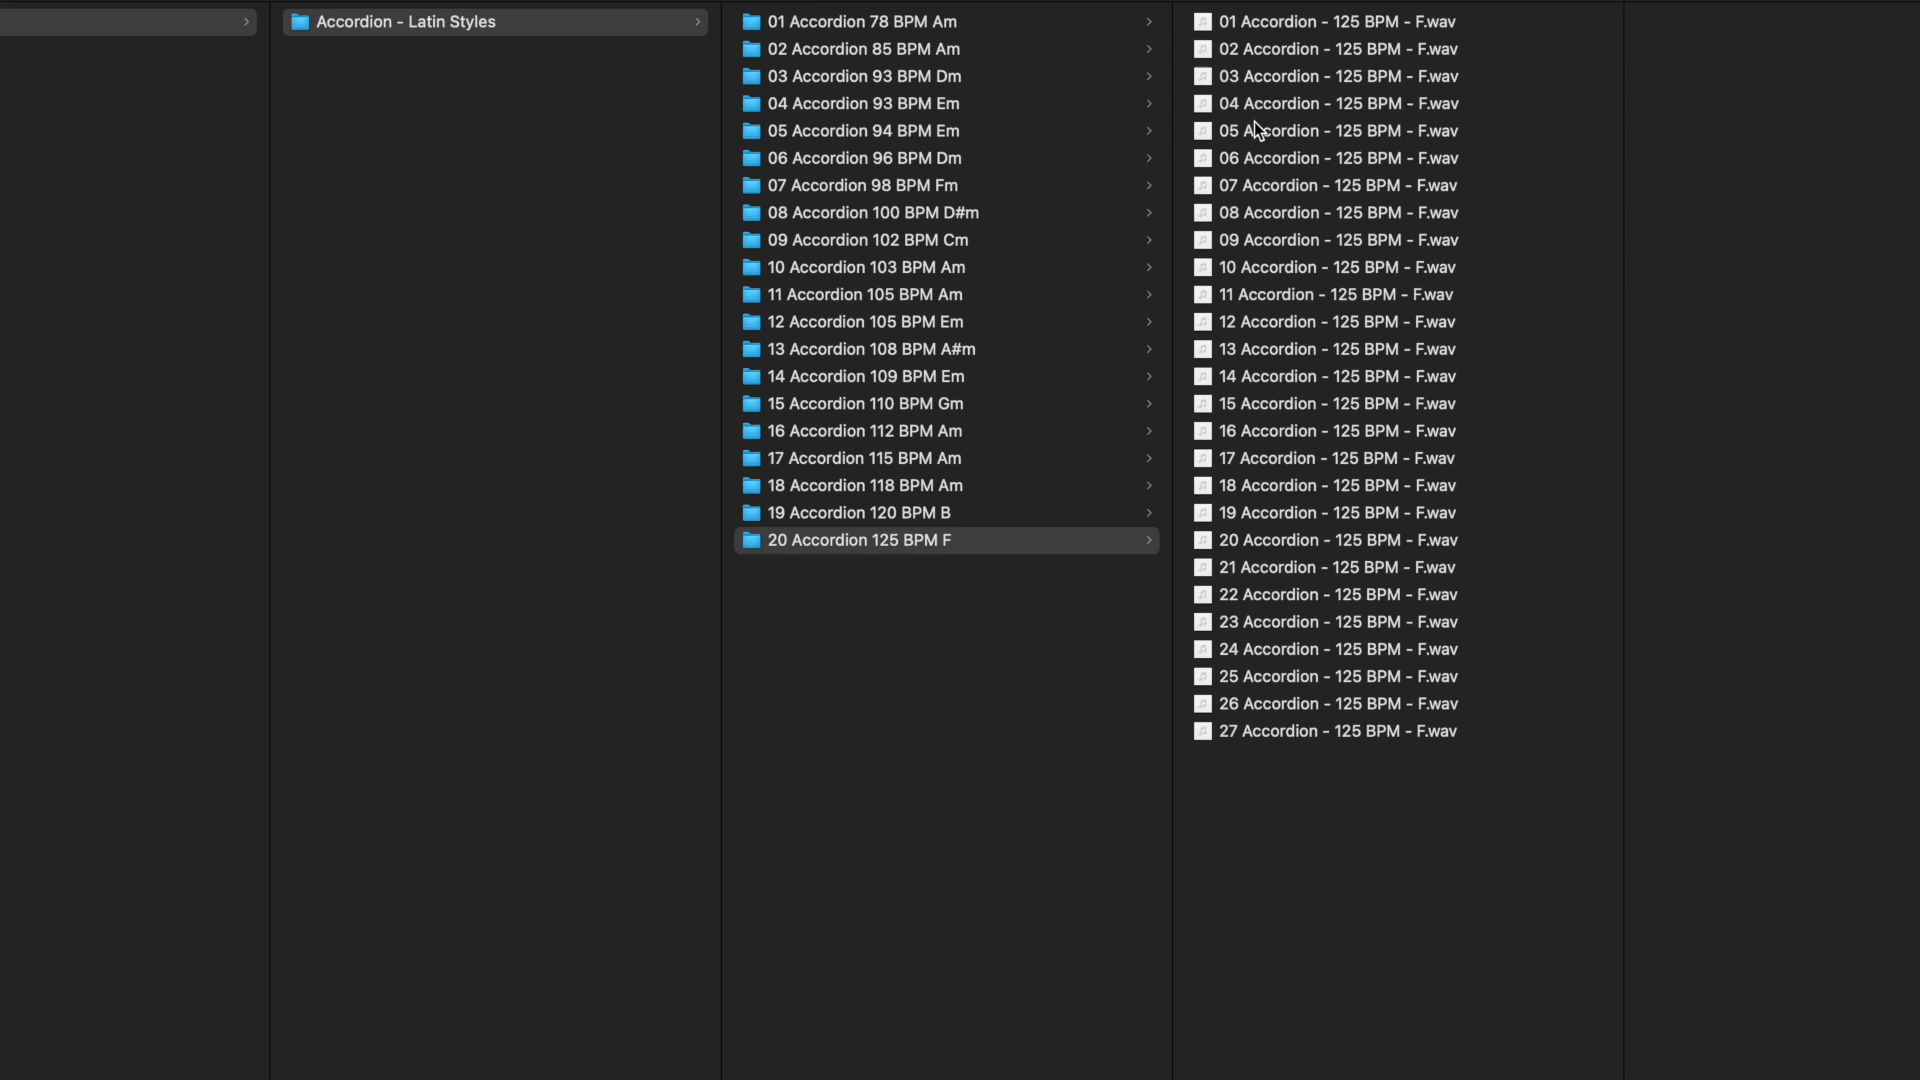 Accordion - Latin Styles
01 Accordion 78 BPM Am
02 Accordion 85 BPM Am
03 Accordion 93 BPM Dm
04 Accordion 93 BPM Em
05 Accordion 94 BPM Em
06 Accordion 96 BPM Dm
07 Accordion 98 BPM Fm
08 Accordion 100 BPM D#m
09 Accordion 102 BPM Cm
10 Accordion 103 BPM Am
11 Accordion 105 BPM Am
12 Accordion 105 BPM Em
13 Accordion 108 BPM A#m
14 Accordion 109 BPM Em
15 Accordion 110 BPM Gm
16 Accordion 112 BPM Am
17 Accordion 115 BPM Am
18 Accordion 118 BPM Am
19 Accordion 120 BPM B
20 Accordion 125 BPM F
01 Accordion - 125 BPM - F.wav
02 Accordion - 125 BPM - F.wav
03 Accordion - 125 BPM - F.wav
04 Accordion - 125 BPM - F.wav
05 Accordion - 125 BPM - F.wav
06 Accordion - 125 BPM - F.wav
07 Accordion - 125 BPM - F.wav
08 Accordion - 125 BPM - F.wav
09 Accordion - 125 BPM - F.wav
10 Accordion - 125 BPM - F.wav
11 Accordion - 125 BPM - F.wav
12 Accordion - 125 BPM - F.wav
13 Accordion - 125 BPM - F.wav
14 Accordion - 125 BPM - F.wav
15 Accordion - 125 BPM - F.wav
16 Accordion - 125 BPM - F.wav
17 Accordion - 125 BPM - F.wav
18 Accordion - 125 BPM - F.wav
19 Accordion - 125 BPM - F.wav
20 Accordion - 125 BPM - F.wav
21 Accordion - 125 BPM - F.wav
22 Accordion - 125 BPM - F.wav
23 Accordion - 125 BPM - F.wav
24 Accordion - 125 BPM - F.wav
25 Accordion - 125 BPM - F.wav
26 Accordion - 125 BPM - F.wav
27 Accordion - 125 BPM - F.wav